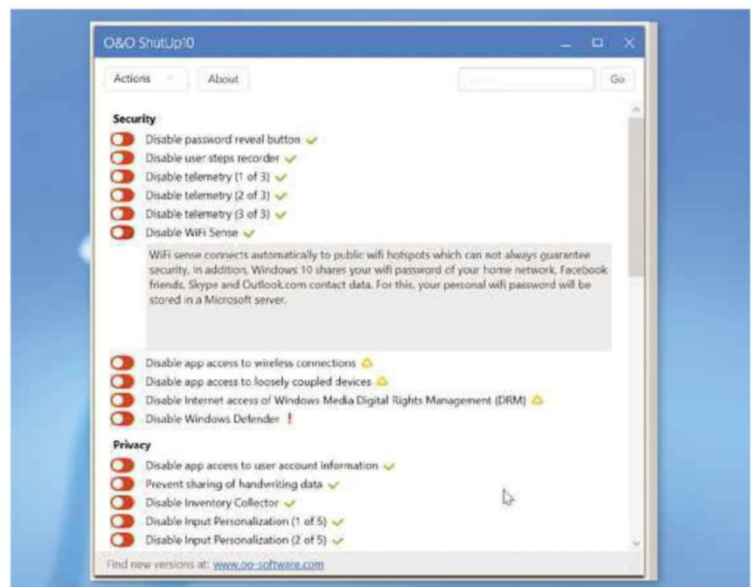 O&O ShutUp10
Actions
About
Go
Security
Disable password reveal button
Disable user steps recorder
Disable telemetry (1 of 3)
Disable telemetry (2 of 3)
Disable telemetry (3 of 3)
Disable WiFi Sense
WiFi sense connects automatically to public wifi hotspots which can not always guarantee
security. In addition, Windows 10 shares your wifi password of your home network, Facebook
friends, Skype and Outlook.com contact data. For this, your personal wifi password will be
stored in a Microsoft server.
Disable app access to wireless connections
Disable app access to loosely coupled devices
Disable Internet access of Windows Media Digital Rights Management (DRM)
Disable Windows Defender
Privacy
Disable app access to user account information
Prevent sharing of handwriting data
Disable Inventory Collector
Disable Input Personalization (1 of 5)
Disable Input Personalization (2 of 5)
Find new versions at: www.oo-software.com